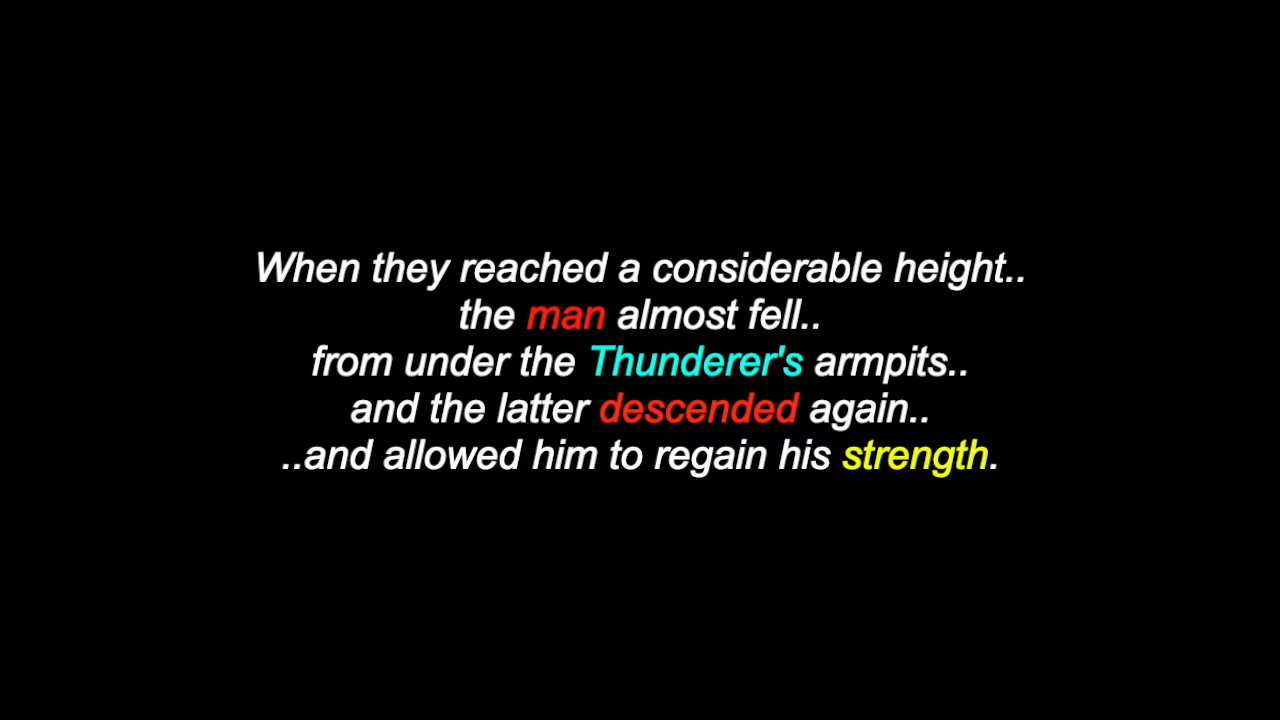 When they reached a considerable height..
the man almost fell..
from under the Thunderer's armpits..
and the latter descended again..
..and allowed him to regain his strength.